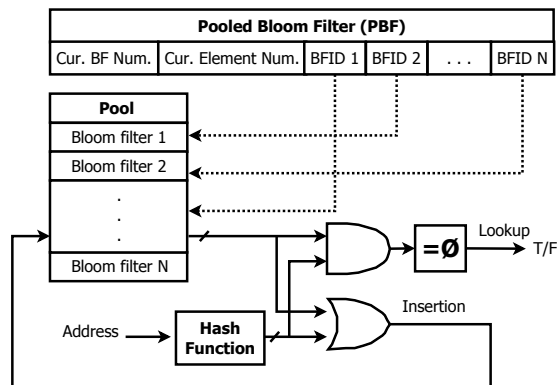 Pooled Bloom Filter (PBF)
Cur. BF Num. Cur. Element Num. BFID 1 BFID 2 . . . BFID N
Pool
Bloom filter 1
Bloom filter 2
.
.
.
Bloom filter N
=Ø
Lookup
T/F
Address
Hash
Function
Insertion